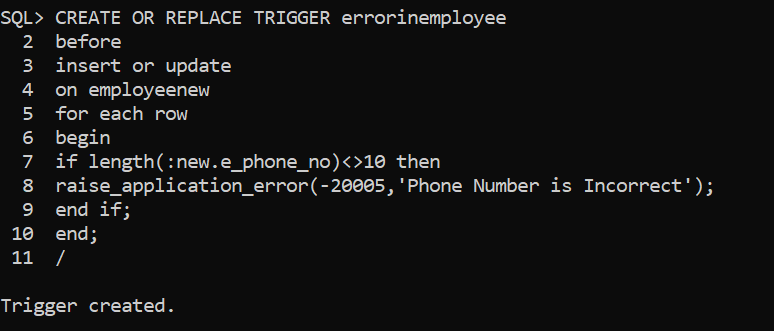 SQL> CREATE OR REPLACE TRIGGER errorinemployee
  2  before
  3  insert or update
  4  on employeenew
  5  for each row
  6  begin
  7  if length(:new.e_phone_no)<>10 then
  8  raise_application_error(-20005,'Phone Number is Incorrect');
  9  end if;
 10  end;
 11  /
Trigger created.